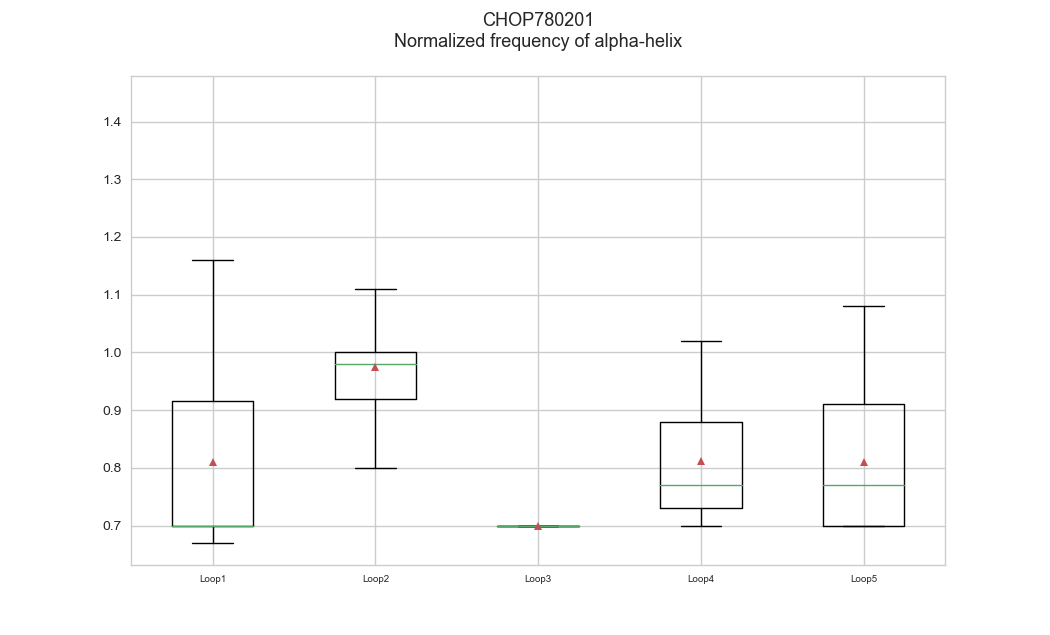 CHOP780201
Normalized frequency of alpha-helix
1.4
1.3
1.2
1.1
1.0
0.9
0.8
0.7
Loop1
Loop2
Loop3
Loop4
Loop5